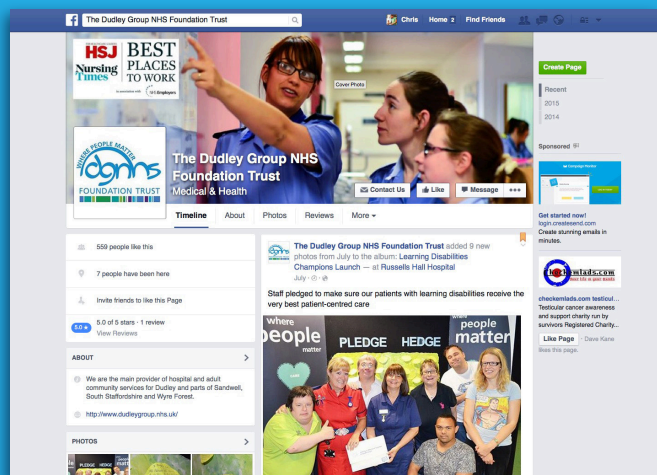 The Dudley Group NHS Foundation Trust
Chris Home 2 Find Friends
HSJ
Nursing Times
BEST
PLACES
TO WORK
in association with NHS Employers
Cover Photo
WHERE PEOPLE MATTER
dgnhs
FOUNDATION TRUST
The Dudley Group NHS
Foundation Trust
Medical & Health
Contact Us Like Message
Timeline About Photos Reviews More
559 people like this
7 people have been here
Invite friends to like this Page
5.0 ★ 5.0 of 5 stars · 1 review
View Reviews
ABOUT
We are the main provider of hospital and adult
community services for Dudley and parts of Sandwell,
South Staffordshire and Wyre Forest.
http://www.dudleygroup.nhs.uk/
PHOTOS
PLEDGE HEDGE
The Dudley Group NHS Foundation Trust added 9 new
photos from July to the album: Learning Disabilities
Champions Launch — at Russells Hall Hospital
July
Staff pledged to make sure our patients with learning disabilities receive the
very best patient-centred care
where
people
matter
PLEDGE HEDGE
people
matter
Create Page
Recent
2015
2014
Sponsored
Campaign Monitor
Get started now!
login.createsend.com
Create stunning emails in
minutes.
checkemlads.com
checkemlads.com testicul...
Testicular cancer awareness
and support charity run by
survivors Registered Charity...
Like Page · Dave Kane
likes this page.